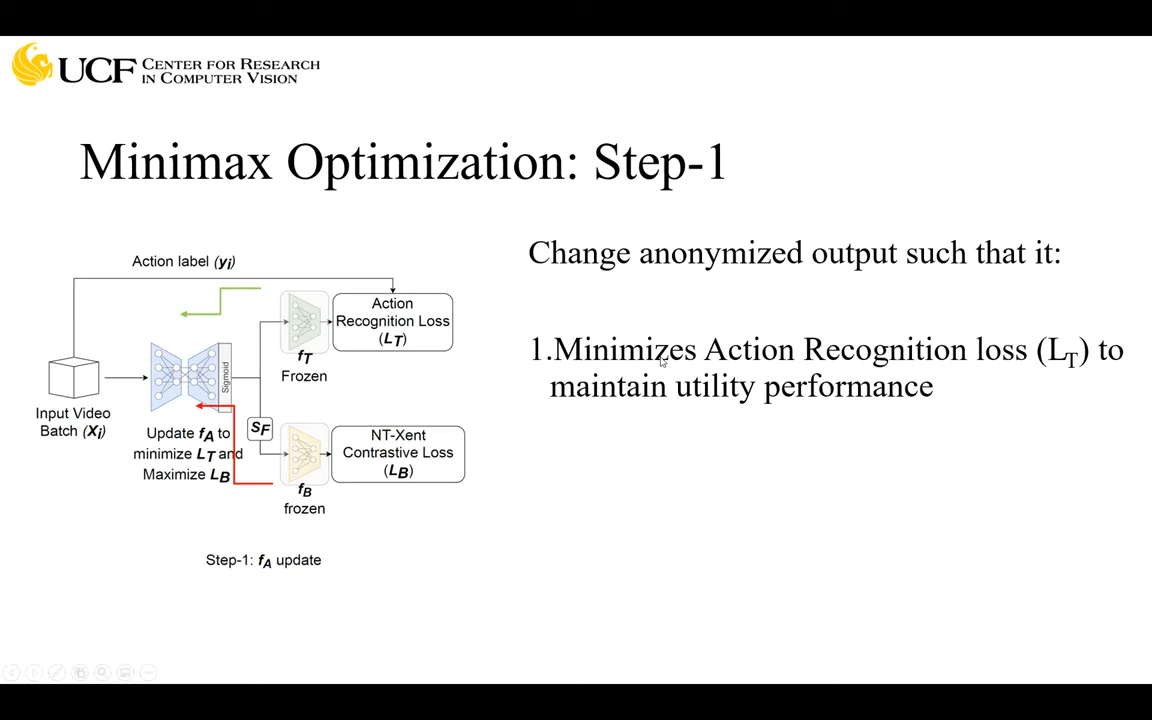 UCF CENTER FOR RESEARCH
IN COMPUTER VISION
Minimax Optimization: Step-1
Action label (yi)
Input Video
Batch (Xi)
Sigmoid
Update fA to
minimize LT and
Maximize LB
SF
fT
Frozen
Action
Recognition Loss
(LT)
fB
frozen
NT-Xent
Contrastive Loss
(LB)
Step-1: fA update
Change anonymized output such that it:
1.Minimizes Action Recognition loss (LT) to
maintain utility performance